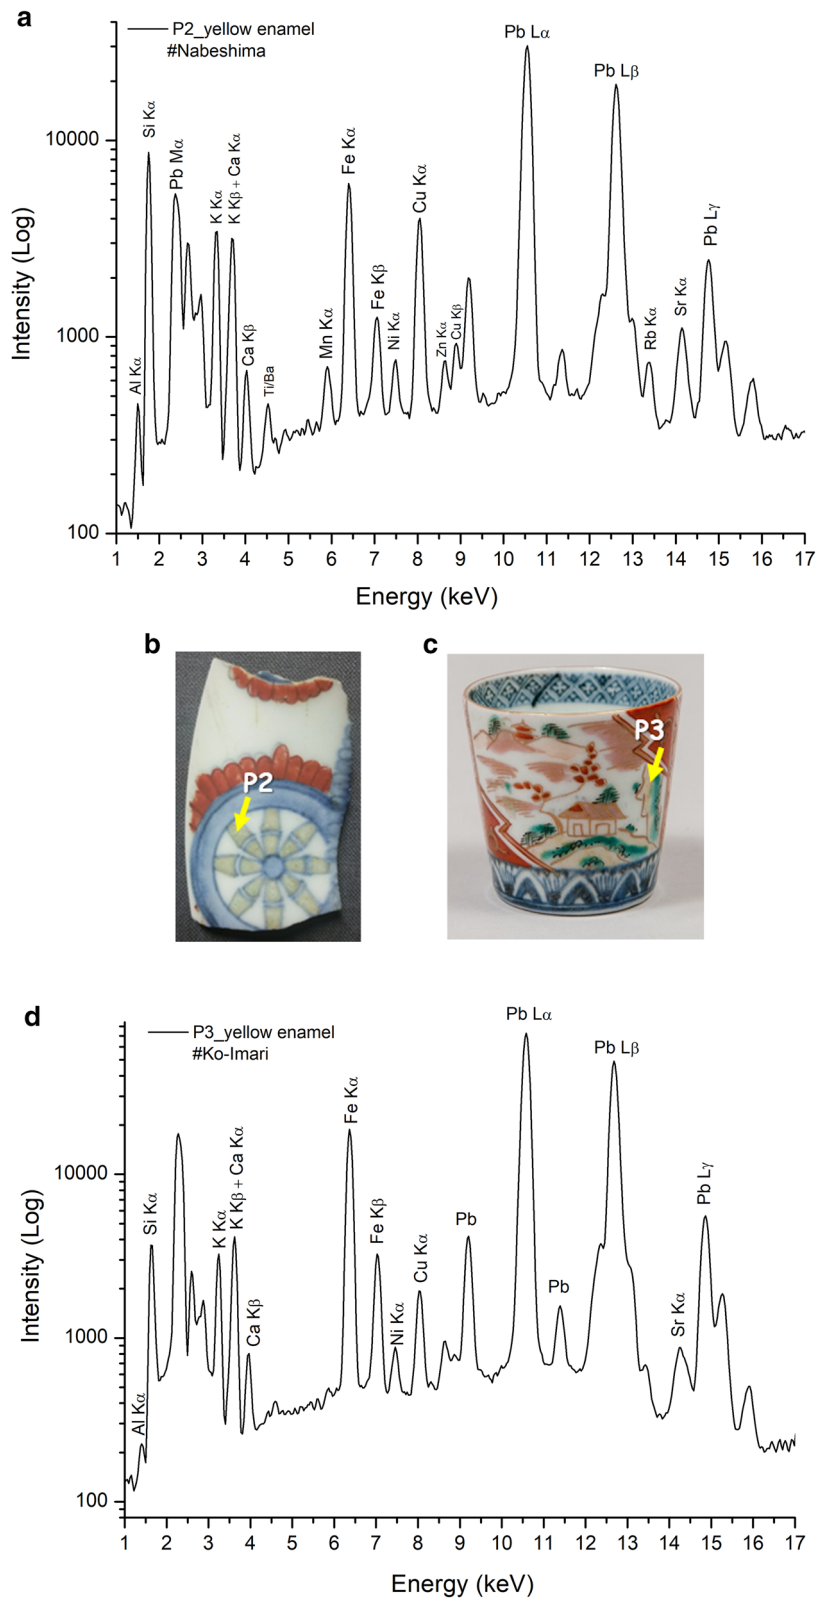 a
P2_yellow enamel
#Nabeshima
Intensity (Log)
10000
1000
100
Al Kα
Si Kα
Pb Mα
K Kα
K Kβ + Ca Kα
Ca Kβ
Ti/Ba
Mn Kα
Fe Kα
Fe Kβ
Ni Kα
Cu Kα
Zn Kα
Cu Kβ
Pb Lα
Pb Lβ
Rb Kα
Sr Kα
Pb Lγ
1 2 3 4 5 6 7 8 9 10 11 12 13 14 15 16 17
Energy (keV)
b
P2
c
P3
d
P3_yellow enamel
#Ko-Imari
Intensity (Log)
10000
1000
100
Al Kα
Si Kα
K Kα
K Kβ + Ca Kα
Ca Kβ
Fe Kα
Fe Kβ
Ni Kα
Cu Kα
Pb
Pb Lα
Pb
Pb Lβ
Sr Kα
Pb Lγ
1 2 3 4 5 6 7 8 9 10 11 12 13 14 15 16 17
Energy (keV)